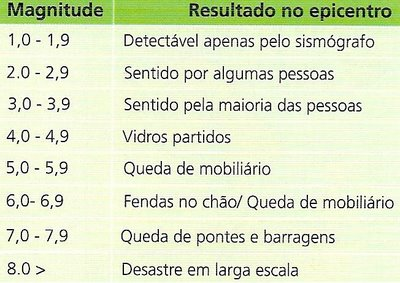 Magnitude Resultado no epicentro
1,0 - 1,9 Detectável apenas pelo sismógrafo
2.0 - 2,9 Sentido por algumas pessoas
3,0 - 3,9 Sentido pela maioria das pessoas
4,0 - 4,9 Vidros partidos
5,0 - 5,9 Queda de mobiliário
6,0- 6,9 Fendas no chão/ Queda de mobiliário
7,0 - 7,9 Queda de pontes e barragens
8.0 > Desastre em larga escala